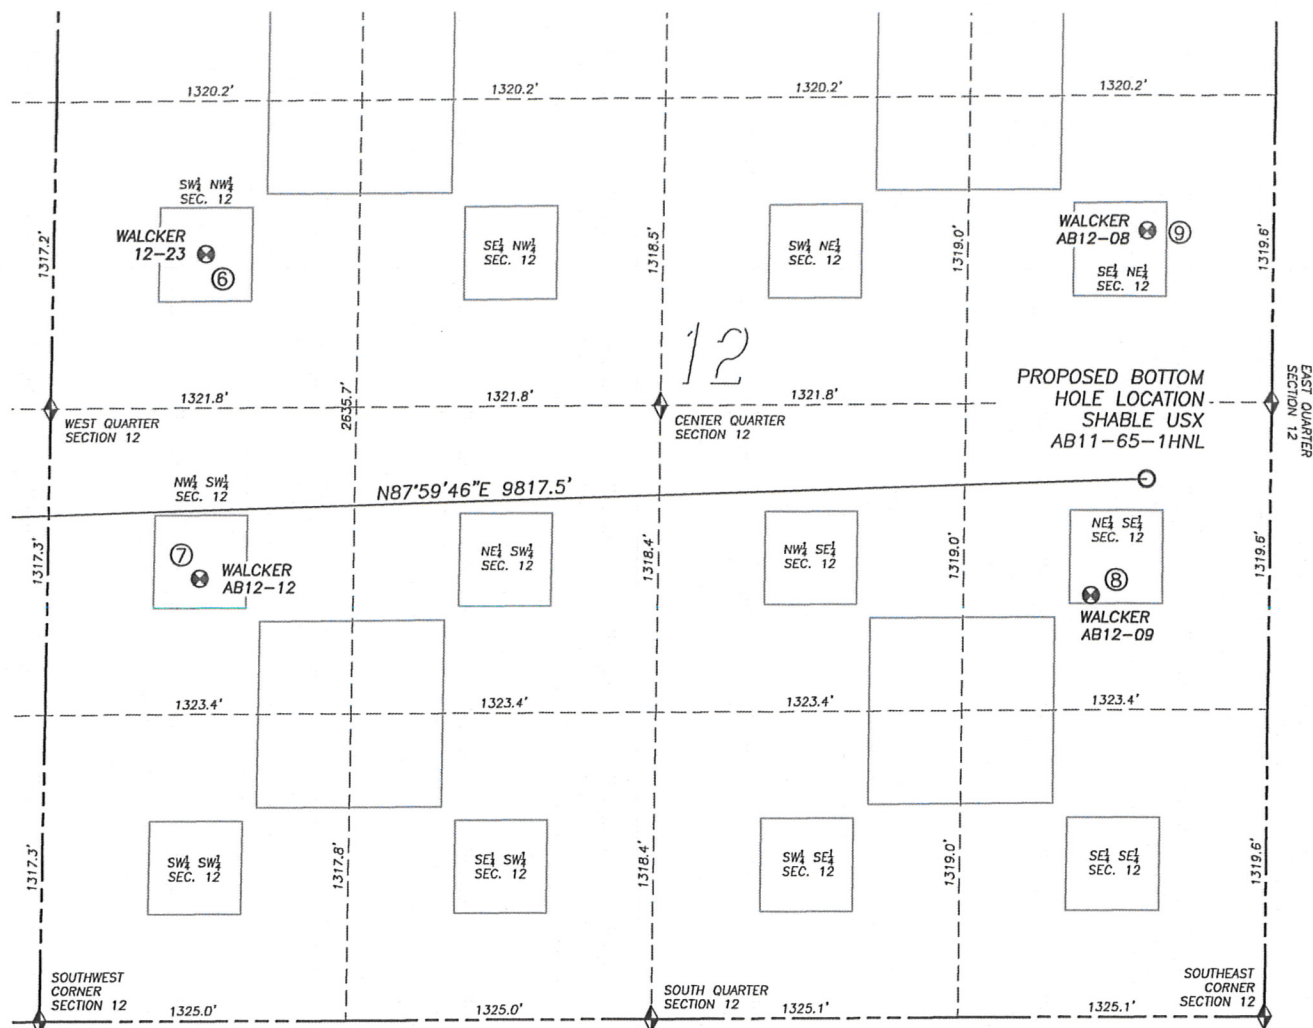 1320.2'
1320.2'
1320.2'
1320.2'
SW¼ NW¼
SEC. 12
WALCKER
12-23
⑥
SE¼ NW¼
SEC. 12
SW¼ NE¼
SEC. 12
WALCKER
AB12-08
⑨
SE¼ NE¼
SEC. 12
1317.2'
1318.5'
1319.0'
1319.6'
12
PROPOSED BOTTOM
HOLE LOCATION
SHABLE USX
AB11-65-1HNL
1321.8'
2635.7'
1321.8'
1321.8'
WEST QUARTER
SECTION 12
CENTER QUARTER
SECTION 12
EAST QUARTER
SECTION 12
NW¼ SW¼
SEC. 12
N87°59'46"E 9817.5'
⑦
WALCKER
AB12-12
NE¼ SW¼
SEC. 12
NW¼ SE¼
SEC. 12
NE¼ SE¼
SEC. 12
⑧
WALCKER
AB12-09
1317.3'
1318.4'
1319.0'
1319.6'
1323.4'
1323.4'
1323.4'
1323.4'
SW¼ SW¼
SEC. 12
SE¼ SW¼
SEC. 12
SW¼ SE¼
SEC. 12
SE¼ SE¼
SEC. 12
1317.3'
1317.8'
1318.4'
1319.0'
1319.6'
SOUTHWEST
CORNER
SECTION 12
SOUTH QUARTER
SECTION 12
SOUTHEAST
CORNER
SECTION 12
1325.0'
1325.0'
1325.1'
1325.1'